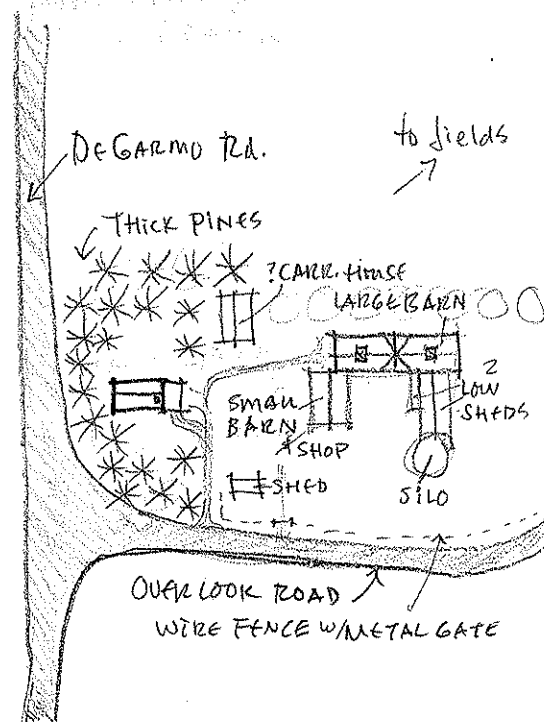 DEGARMO Rd.
to fields
THICK PINES
?CARR. HOUSE
LARGE BARN
SMALL
BARN
& SHOP
2
LOW
SHEDS
SHED
SILO
OVERLOOK ROAD
WIRE FENCE W/METAL GATE